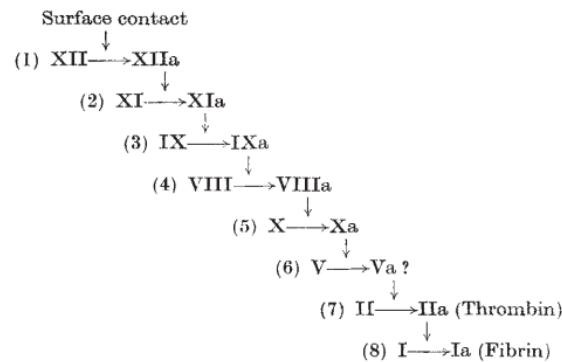 Surface contact
(1) XII⟶XIIa
(2) XI⟶XIa
(3) IX⟶IXa
(4) VIII⟶VIIIa
(5) X⟶Xa
(6) V⟶Va ?
(7) II⟶IIa (Thrombin)
(8) I⟶Ia (Fibrin)